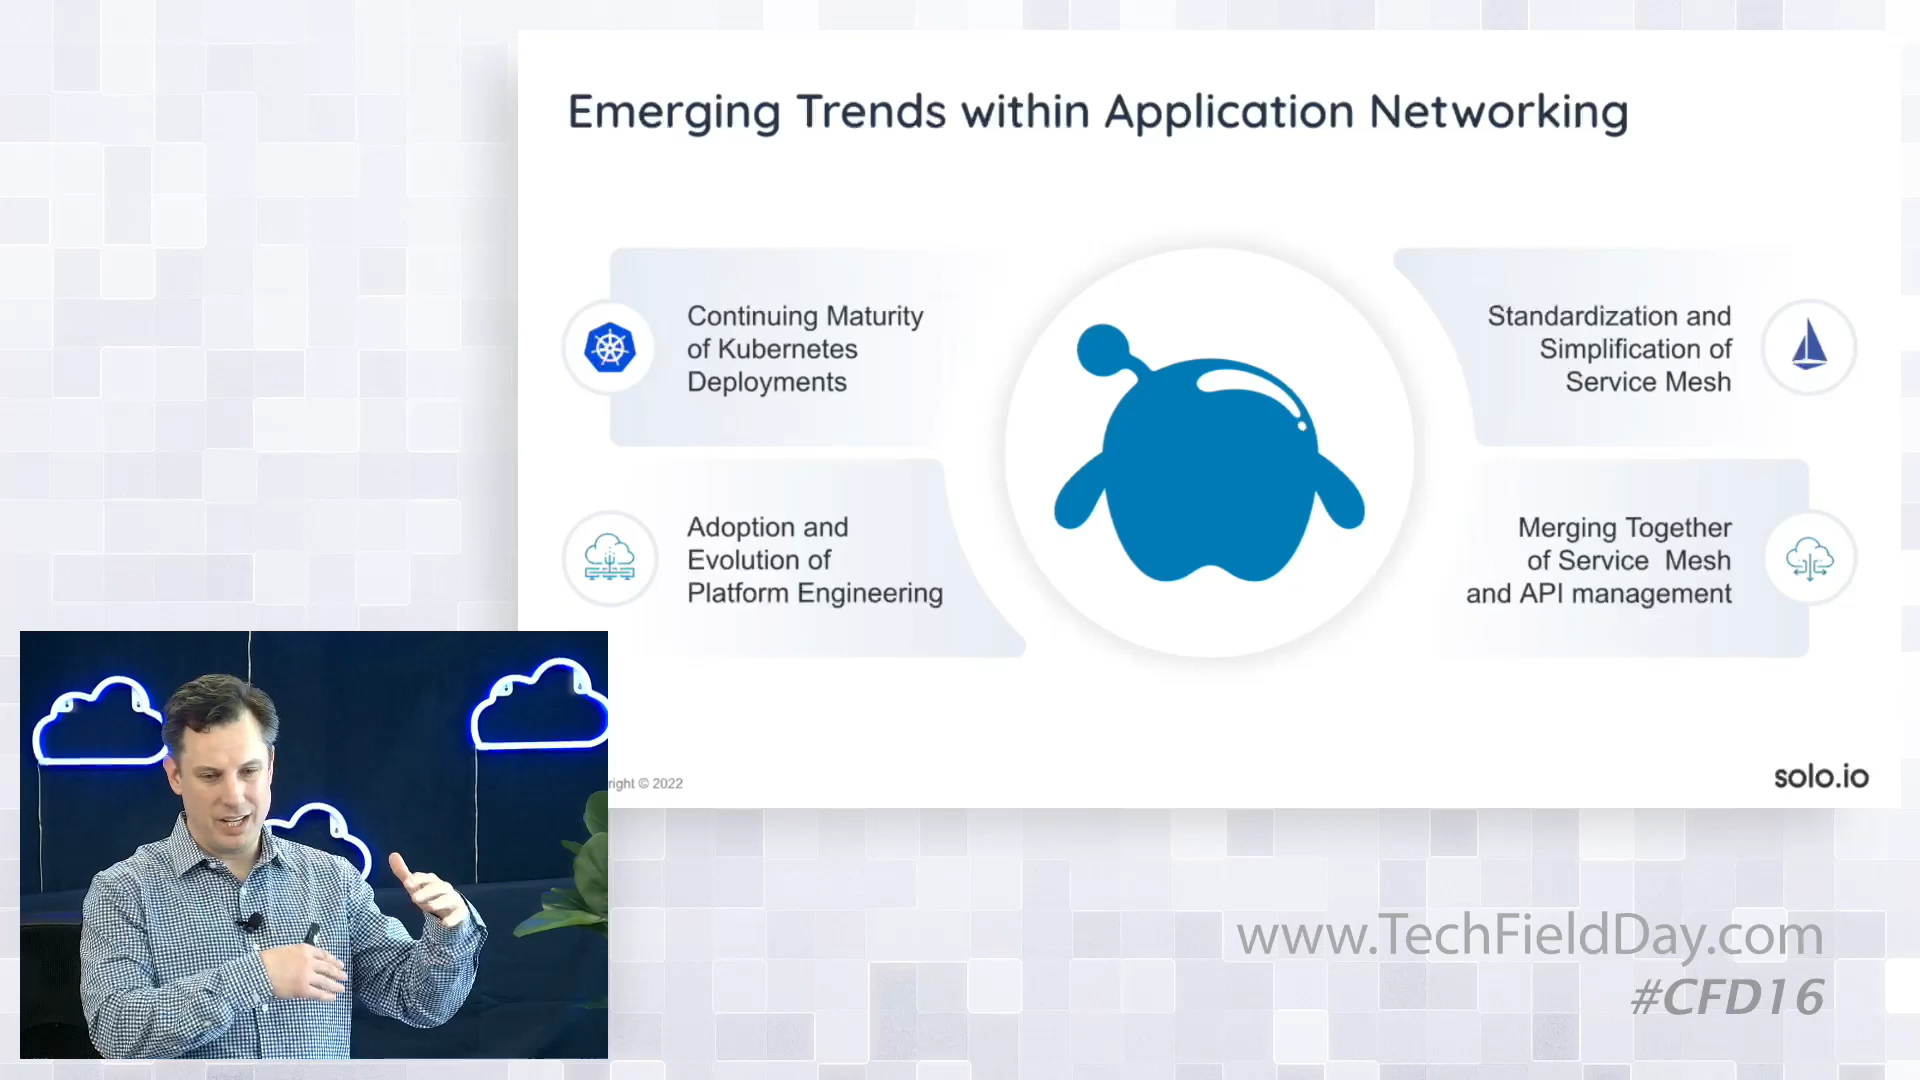 Emerging Trends within Application Networking
Continuing Maturity
of Kubernetes
Deployments
Standardization and
Simplification of
Service Mesh
Adoption and
Evolution of
Platform Engineering
Merging Together
of Service Mesh
and API management
right © 2022
solo.io
www.TechFieldDay.com
#CFD16